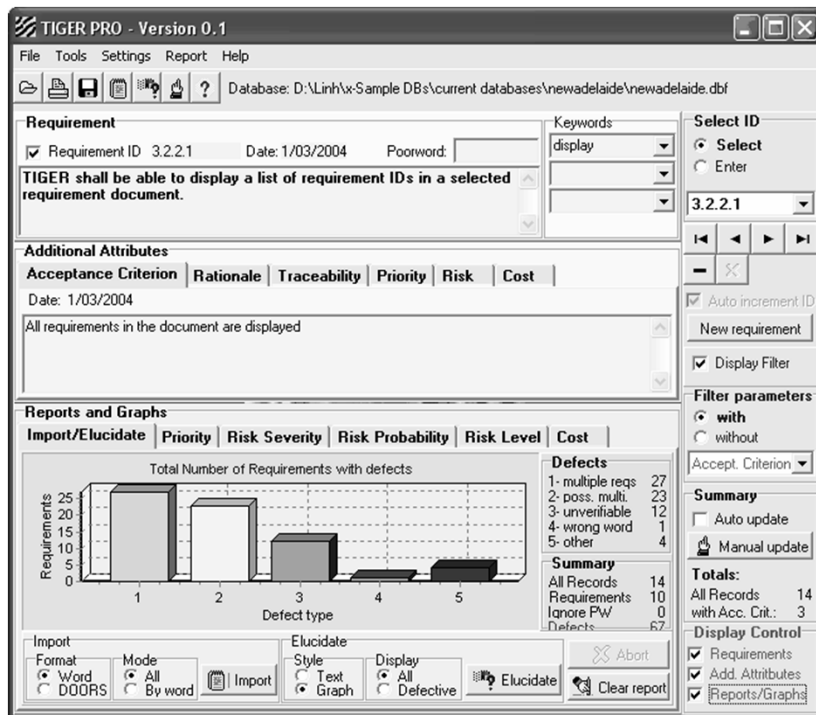 TIGER PRO - Version 0.1
File Tools Settings Report Help
Database: D:\Linh\x-Sample DBs\current databases\newadelaide\newadelaide.dbf
Requirement
Requirement ID 3.2.2.1 Date: 1/03/2004 Poorword:
TIGER shall be able to display a list of requirement IDs in a selected
requirement document.
Keywords
display
Select ID
Select
Enter
3.2.2.1
Auto increment ID
New requirement
Display Filter
Additional Attributes
Acceptance Criterion Rationale Traceability Priority Risk Cost
Date: 1/03/2004
All requirements in the document are displayed
Filter parameters
with
without
Accept. Criterion
Summary
Auto update
Manual update
Totals:
All Records 14
with Acc. Crit.: 3
Display Control
Requirements
Add. Attritbutes
Reports/Graphs
Reports and Graphs
Import/Elucidate Priority Risk Severity Risk Probability Risk Level Cost
Total Number of Requirements with defects
Requirements
25
20
15
10
5
0
1 2 3 4 5
Defect type
Defects
1- multiple reqs 27
2- poss. multi. 23
3- unverifiable 12
4- wrong word 1
5- other 4
Summary
All Records 14
Requirements 10
Ignore PW 0
Defects 67
Import
Format
Word
DOORS
Mode
All
By word
Import
Elucidate
Style
Text
Graph
Display
All
Defective
Elucidate
Abort
Clear report